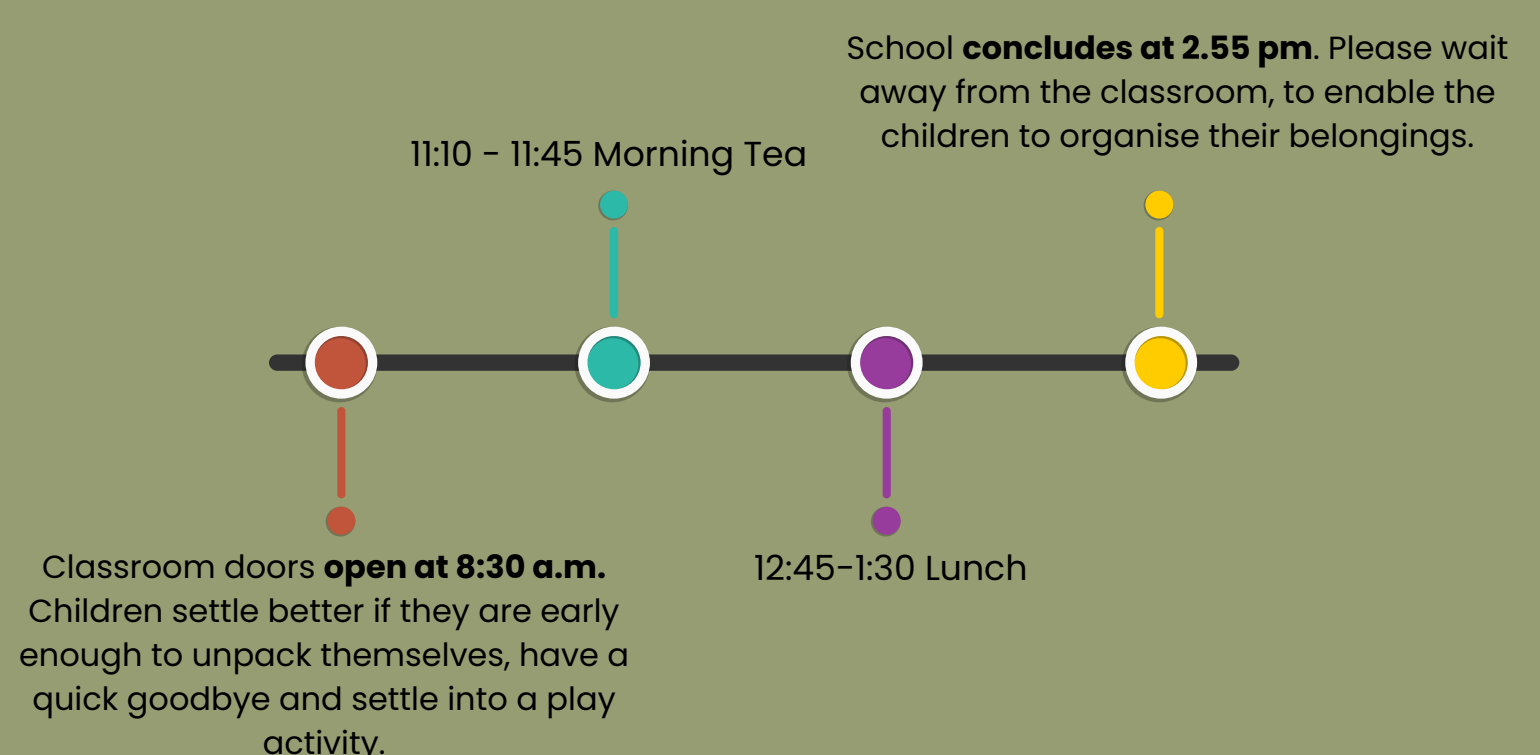 School concludes at 2.55 pm. Please wait
away from the classroom, to enable the
children to organise their belongings.
11:10 - 11:45 Morning Tea
Classroom doors open at 8:30 a.m.
Children settle better if they are early
enough to unpack themselves, have a
quick goodbye and settle into a play
activity.
12:45-1:30 Lunch